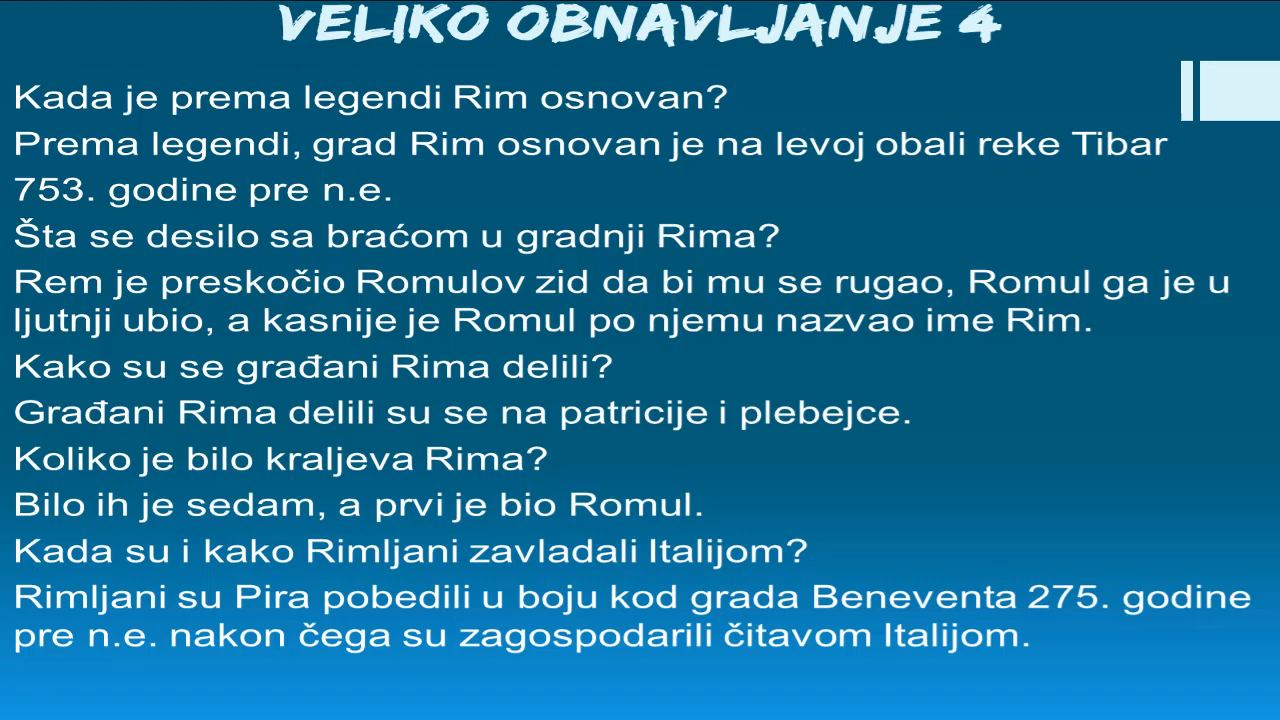 VELIKO OBNAVLJANJE 4
Kada je prema legendi Rim osnovan?
Prema legendi, grad Rim osnovan je na levoj obali reke Tibar
753. godine pre n.e.
Šta se desilo sa braćom u gradnji Rima?
Rem je preskočio Romulov zid da bi mu se rugao, Romul ga je u
ljutnji ubio, a kasnije je Romul po njemu nazvao ime Rim.
Kako su se građani Rima delili?
Građani Rima delili su se na patricije i plebejce.
Koliko je bilo kraljeva Rima?
Bilo ih je sedam, a prvi je bio Romul.
Kada su i kako Rimljani zavladali Italijom?
Rimljani su Pira pobedili u boju kod grada Beneventa 275. godine
pre n.e. nakon čega su zagospodarili čitavom Italijom.